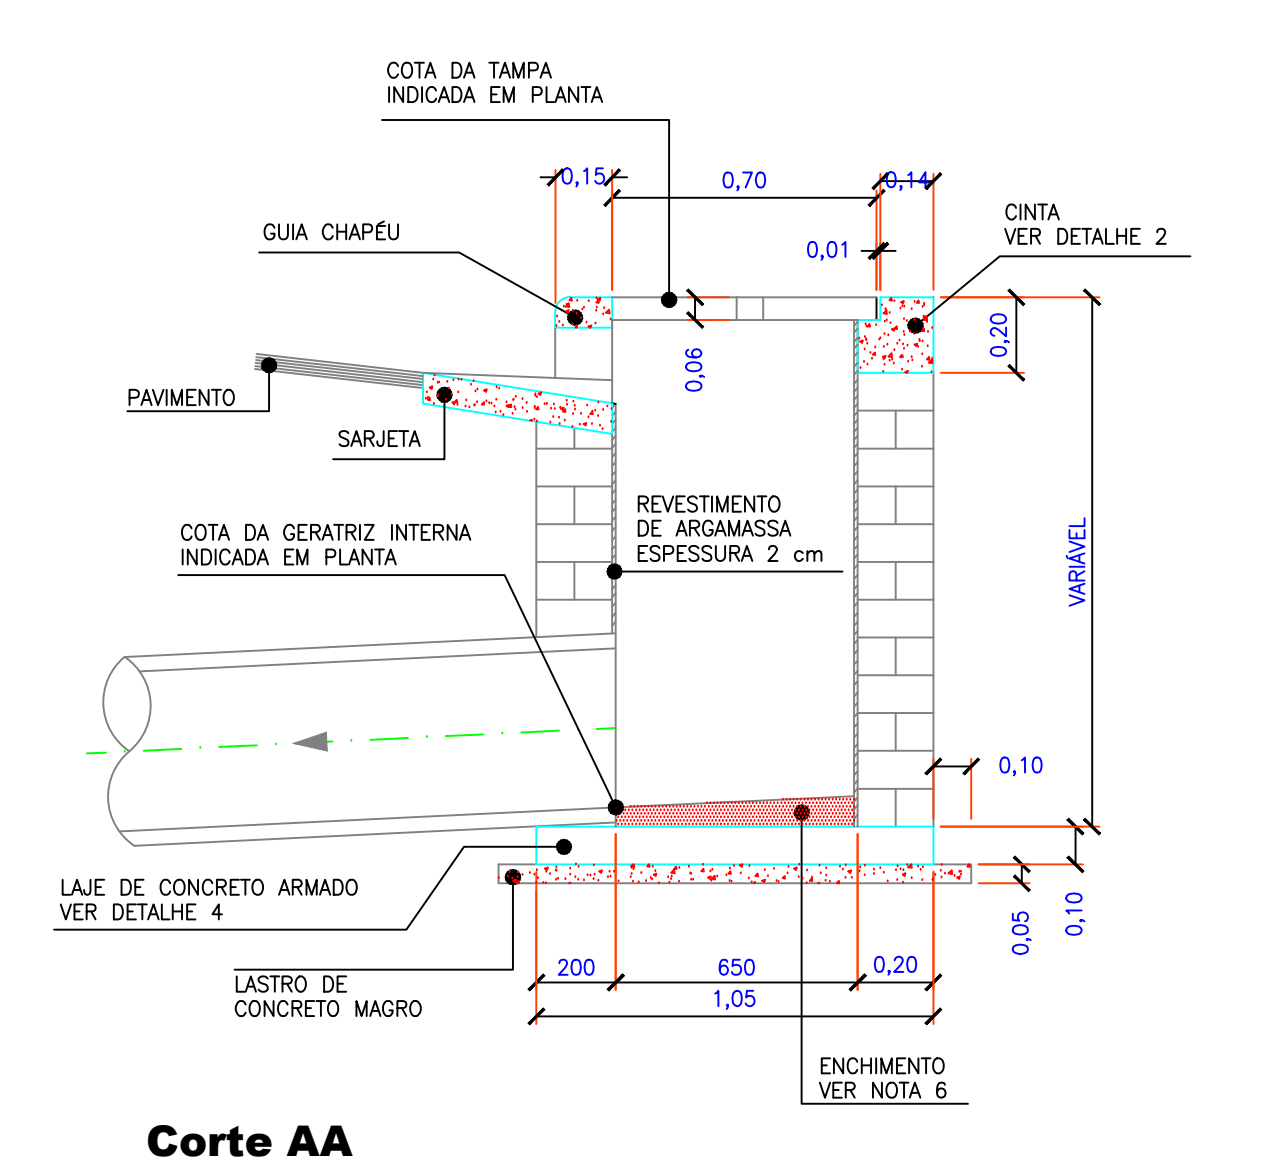 COTA DA TAMPA
INDICADA EM PLANTA
0,15
0,70
0,14
GUIA CHAPÉU
CINTA
VER DETALHE 2
0,01
0,20
0,06
PAVIMENTO
SARJETA
REVESTIMENTO
DE ARGAMASSA
ESPESSURA 2 cm
COTA DA GERATRIZ INTERNA
INDICADA EM PLANTA
VARIÁVEL
0,10
LAJE DE CONCRETO ARMADO
VER DETALHE 4
0,10
0,05
200
650
0,20
LASTRO DE
CONCRETO MAGRO
1,05
ENCHIMENTO
VER NOTA 6
Corte AA